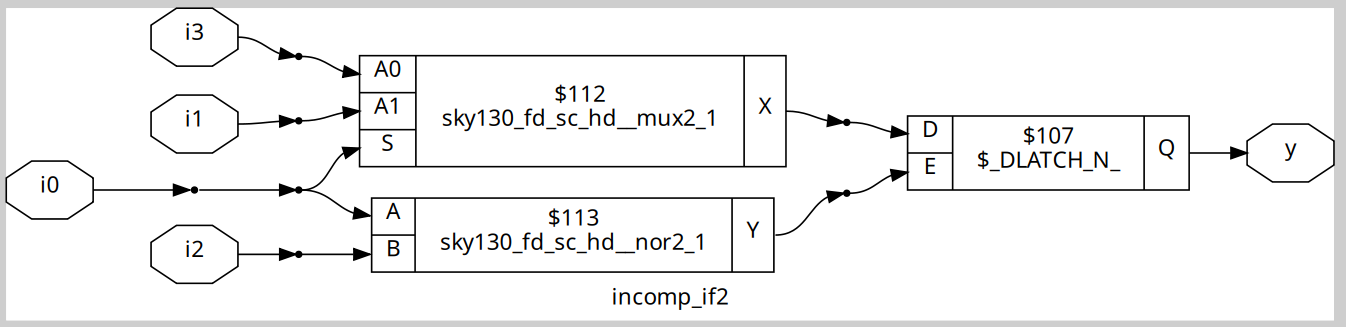 i3
i1
i0
i2
A0
A1
S
$112
sky130_fd_sc_hd__mux2_1
X
A
B
$113
sky130_fd_sc_hd__nor2_1
Y
D
E
$107
$_DLATCH_N_
Q
y
incomp_if2